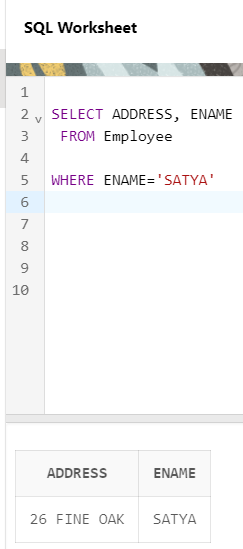 SQL Worksheet
1
2 SELECT ADDRESS, ENAME
3 FROM Employee
4
5 WHERE ENAME='SATYA'
6
7
8
9
10
ADDRESS ENAME
26 FINE OAK SATYA